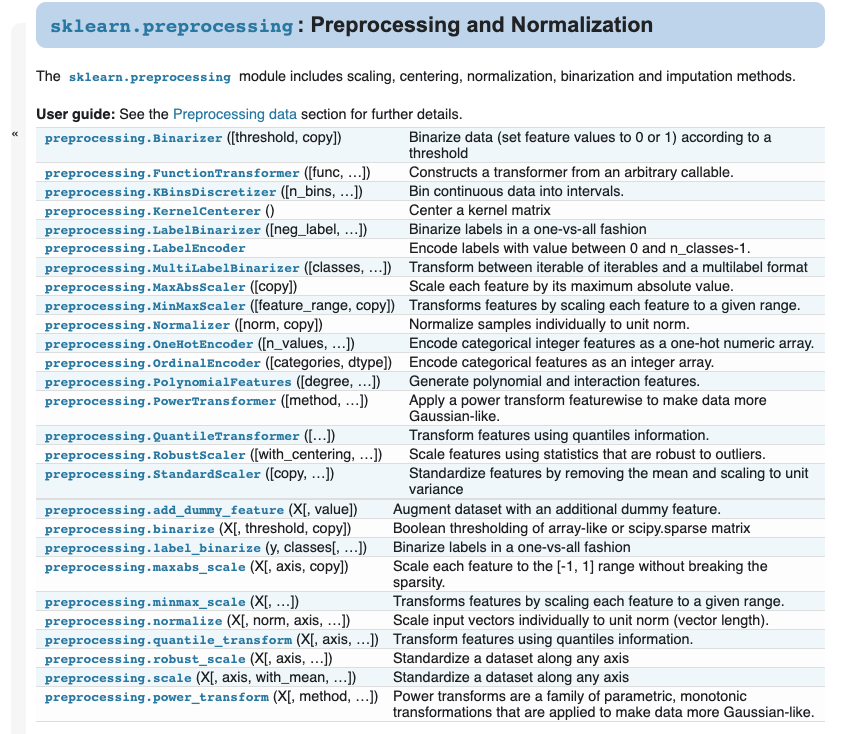 sklearn.preprocessing: Preprocessing and Normalization
The sklearn.preprocessing module includes scaling, centering, normalization, binarization and imputation methods.
User guide: See the Preprocessing data section for further details.
«
preprocessing.Binarizer ([threshold, copy]) Binarize data (set feature values to 0 or 1) according to a
threshold
preprocessing.FunctionTransformer ([func, …]) Constructs a transformer from an arbitrary callable.
preprocessing.KBinsDiscretizer ([n_bins, …]) Bin continuous data into intervals.
preprocessing.KernelCenterer () Center a kernel matrix
preprocessing.LabelBinarizer ([neg_label, …]) Binarize labels in a one-vs-all fashion
preprocessing.LabelEncoder Encode labels with value between 0 and n_classes-1.
preprocessing.MultiLabelBinarizer ([classes, …]) Transform between iterable of iterables and a multilabel format
preprocessing.MaxAbsScaler ([copy]) Scale each feature by its maximum absolute value.
preprocessing.MinMaxScaler ([feature_range, copy]) Transforms features by scaling each feature to a given range.
preprocessing.Normalizer ([norm, copy]) Normalize samples individually to unit norm.
preprocessing.OneHotEncoder ([n_values, …]) Encode categorical integer features as a one-hot numeric array.
preprocessing.OrdinalEncoder ([categories, dtype]) Encode categorical features as an integer array.
preprocessing.PolynomialFeatures ([degree, …]) Generate polynomial and interaction features.
preprocessing.PowerTransformer ([method, …]) Apply a power transform featurewise to make data more
Gaussian-like.
preprocessing.QuantileTransformer ([…]) Transform features using quantiles information.
preprocessing.RobustScaler ([with_centering, …]) Scale features using statistics that are robust to outliers.
preprocessing.StandardScaler ([copy, …]) Standardize features by removing the mean and scaling to unit
variance
preprocessing.add_dummy_feature (X[, value]) Augment dataset with an additional dummy feature.
preprocessing.binarize (X[, threshold, copy]) Boolean thresholding of array-like or scipy.sparse matrix
preprocessing.label_binarize (y, classes[, …]) Binarize labels in a one-vs-all fashion
preprocessing.maxabs_scale (X[, axis, copy]) Scale each feature to the [-1, 1] range without breaking the
sparsity.
preprocessing.minmax_scale (X[, …]) Transforms features by scaling each feature to a given range.
preprocessing.normalize (X[, norm, axis, …]) Scale input vectors individually to unit norm (vector length).
preprocessing.quantile_transform (X[, axis, …]) Transform features using quantiles information.
preprocessing.robust_scale (X[, axis, …]) Standardize a dataset along any axis
preprocessing.scale (X[, axis, with_mean, …]) Standardize a dataset along any axis
preprocessing.power_transform (X[, method, …]) Power transforms are a family of parametric, monotonic
transformations that are applied to make data more Gaussian-like.